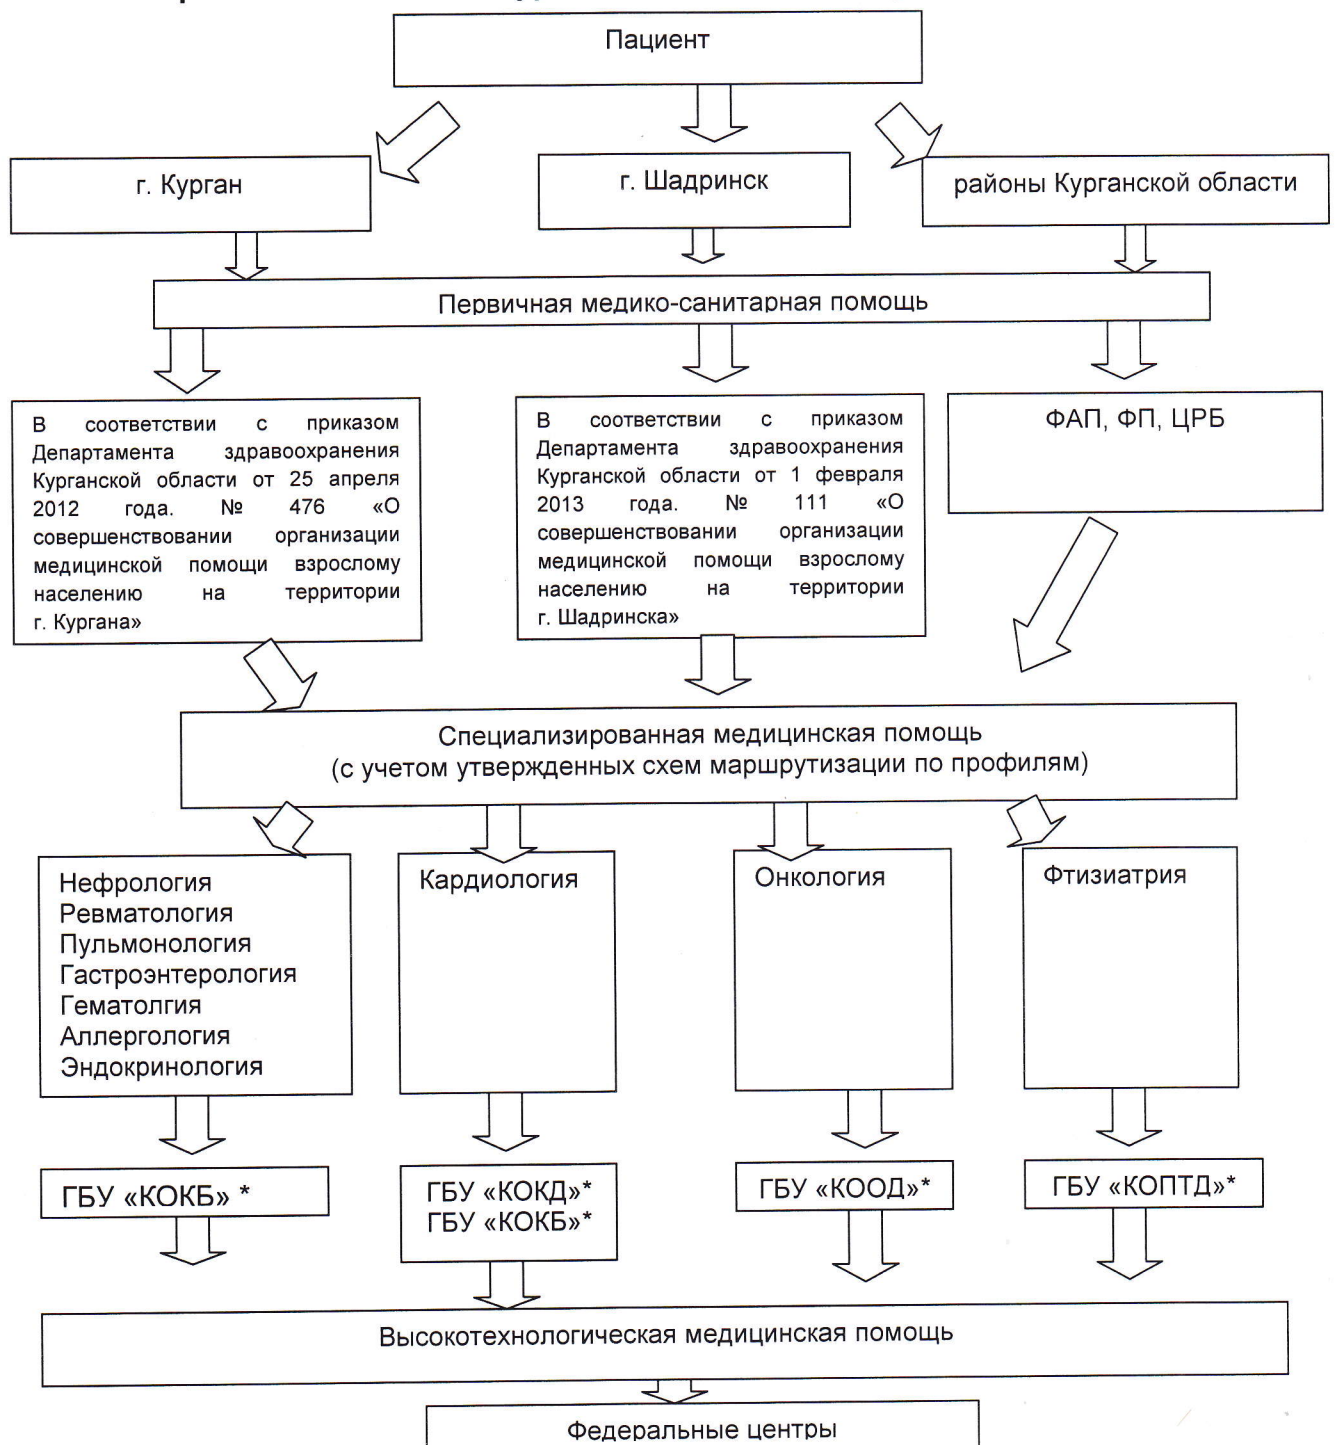 Пациент
г. Курган
г. Шадринск
районы Курганской области
Первичная медико-санитарная помощь
В соответствии с приказом
Департамента здравоохранения
Курганской области от 25 апреля
2012 года. № 476 «О
совершенствовании организации
медицинской помощи взрослому
населению на территории
г. Кургана»
В соответствии с приказом
Департамента здравоохранения
Курганской области от 1 февраля
2013 года. № 111 «О
совершенствовании организации
медицинской помощи взрослому
населению на территории
г. Шадринска»
ФАП, ФП, ЦРБ
Специализированная медицинская помощь
(с учетом утвержденных схем маршрутизации по профилям)
Нефрология
Ревматология
Пульмонология
Гастроэнтерология
Гематолгия
Аллергология
Эндокринология
Кардиология
Онкология
Фтизиатрия
ГБУ «КОКБ» *
ГБУ «КОКД»*
ГБУ «КОКБ»*
ГБУ «КООД»*
ГБУ «КОПТД»*
Высокотехнологическая медицинская помощь
Федеральные центры